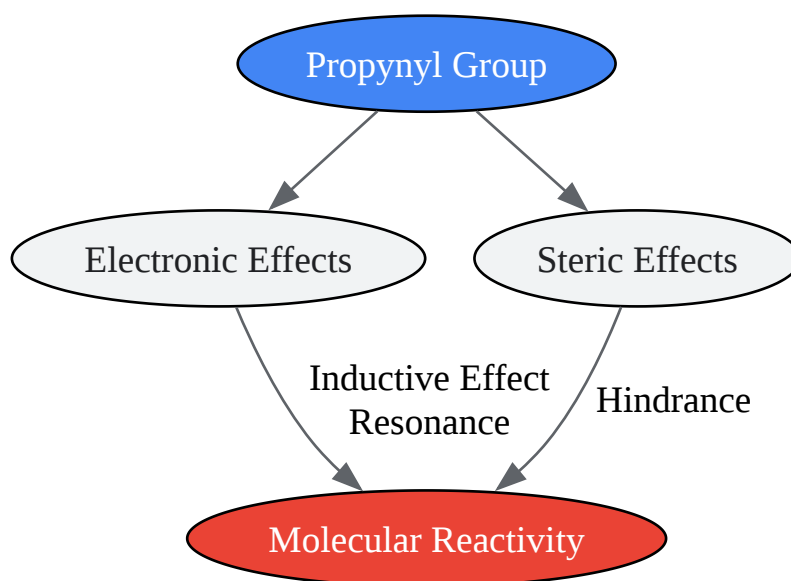 Propynyl Group
Electronic Effects
Steric Effects
Inductive Effect
Resonance
Hindrance
Molecular Reactivity